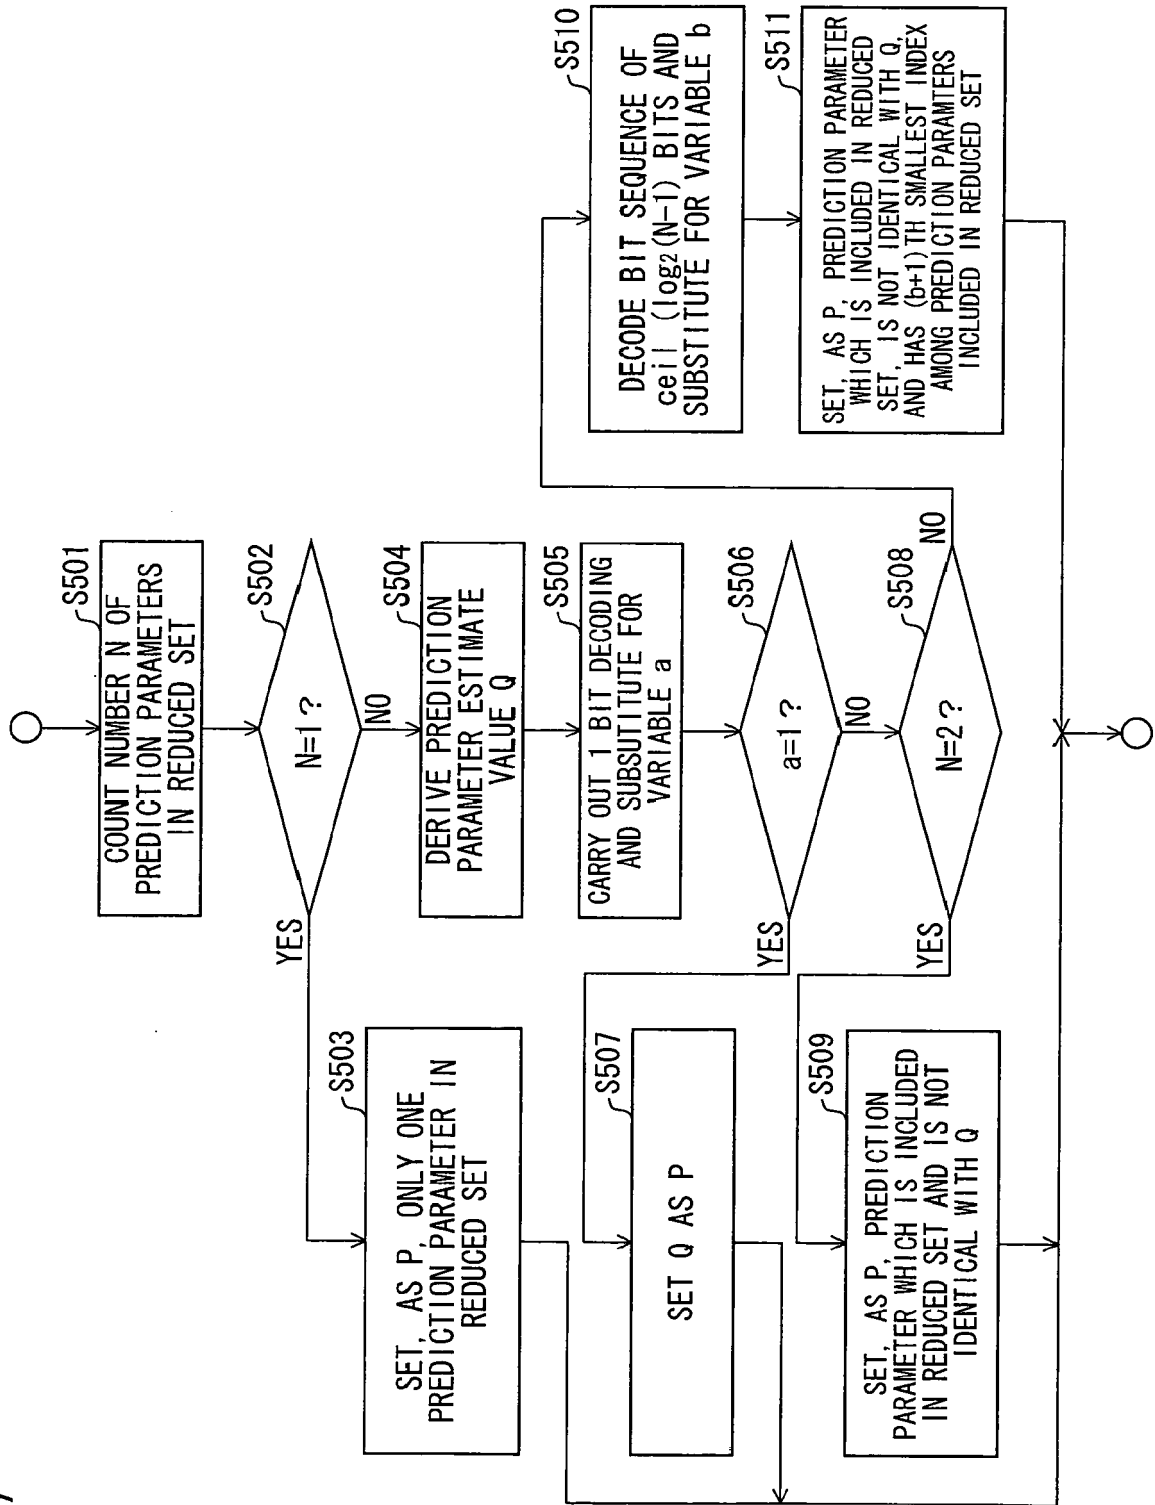 S501
COUNT NUMBER N OF
PREDICTION PARAMETERS
IN REDUCED SET
S502
N=1?
YES
NO
S503
SET, AS P, ONLY ONE
PREDICTION PARAMETER IN
REDUCED SET
S504
DERIVE PREDICTION
PARAMETER ESTIMATE
VALUE Q
S505
CARRY OUT 1 BIT DECODING
AND SUBSITUTE FOR
VARIABLE a
S506
a=1?
YES
NO
S507
SET Q AS P
S508
N=2?
YES
NO
S509
SET, AS P, PREDICTION
PARAMETER WHICH IS INCLUDED
IN REDUCED SET AND IS NOT
IDENTICAL WITH Q
S510
DECODE BIT SEQUENCE OF
ceil (log2(N-1) BITS AND
SUBSTITUTE FOR VARIABLE b
S511
SET, AS P, PREDICTION PARAMETER
WHICH IS INCLUDED IN REDUCED
SET, IS NOT IDENTICAL WITH Q,
AND HAS (b+1)TH SMALLEST INDEX
AMONG PREDICTION PARAMTERS
INCLUDED IN REDUCED SET